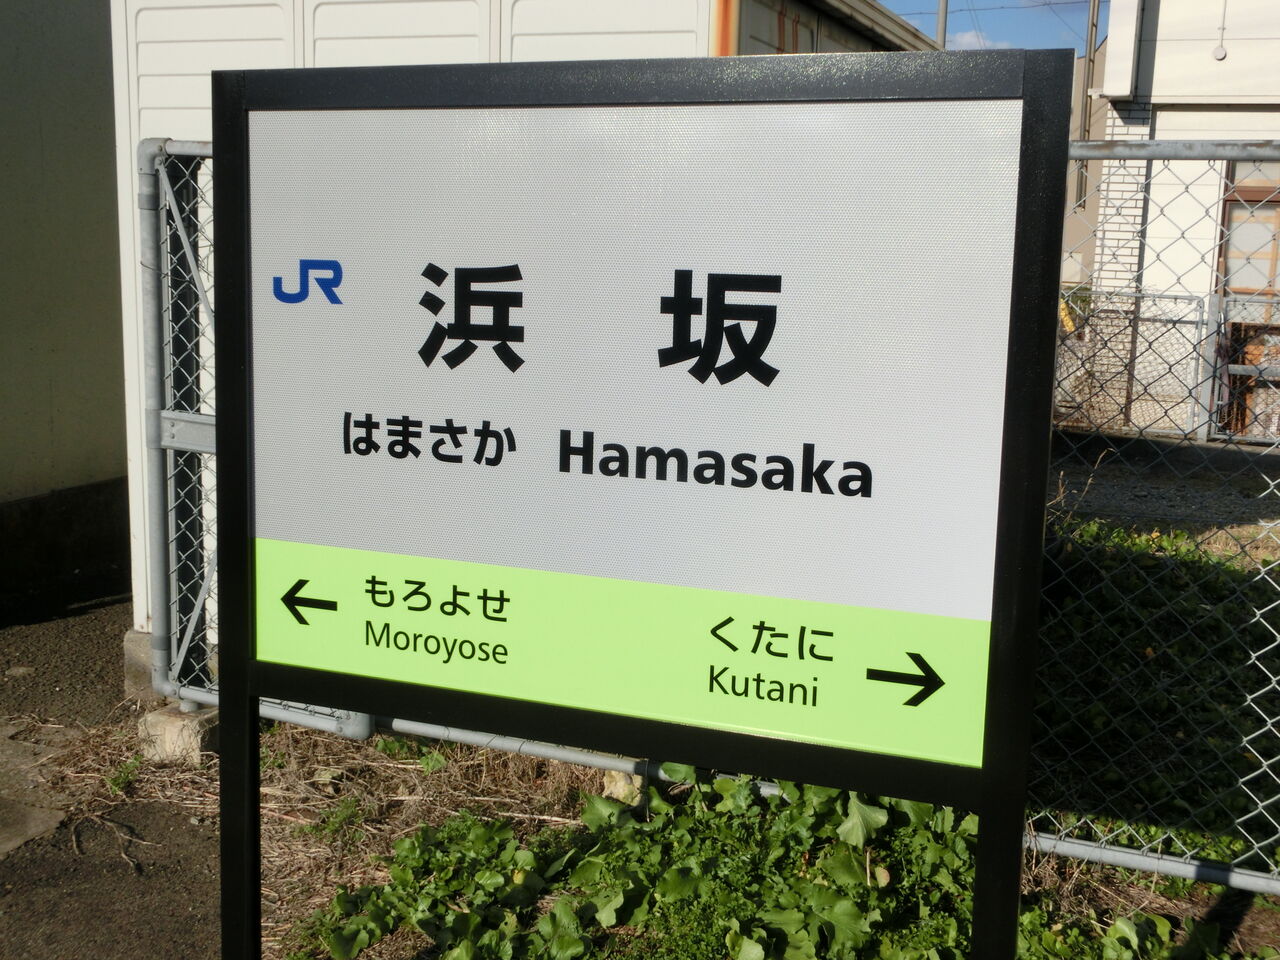 JR
浜 坂
はまさか Hamasaka
← もろよせ
Moroyose
くたに →
Kutani